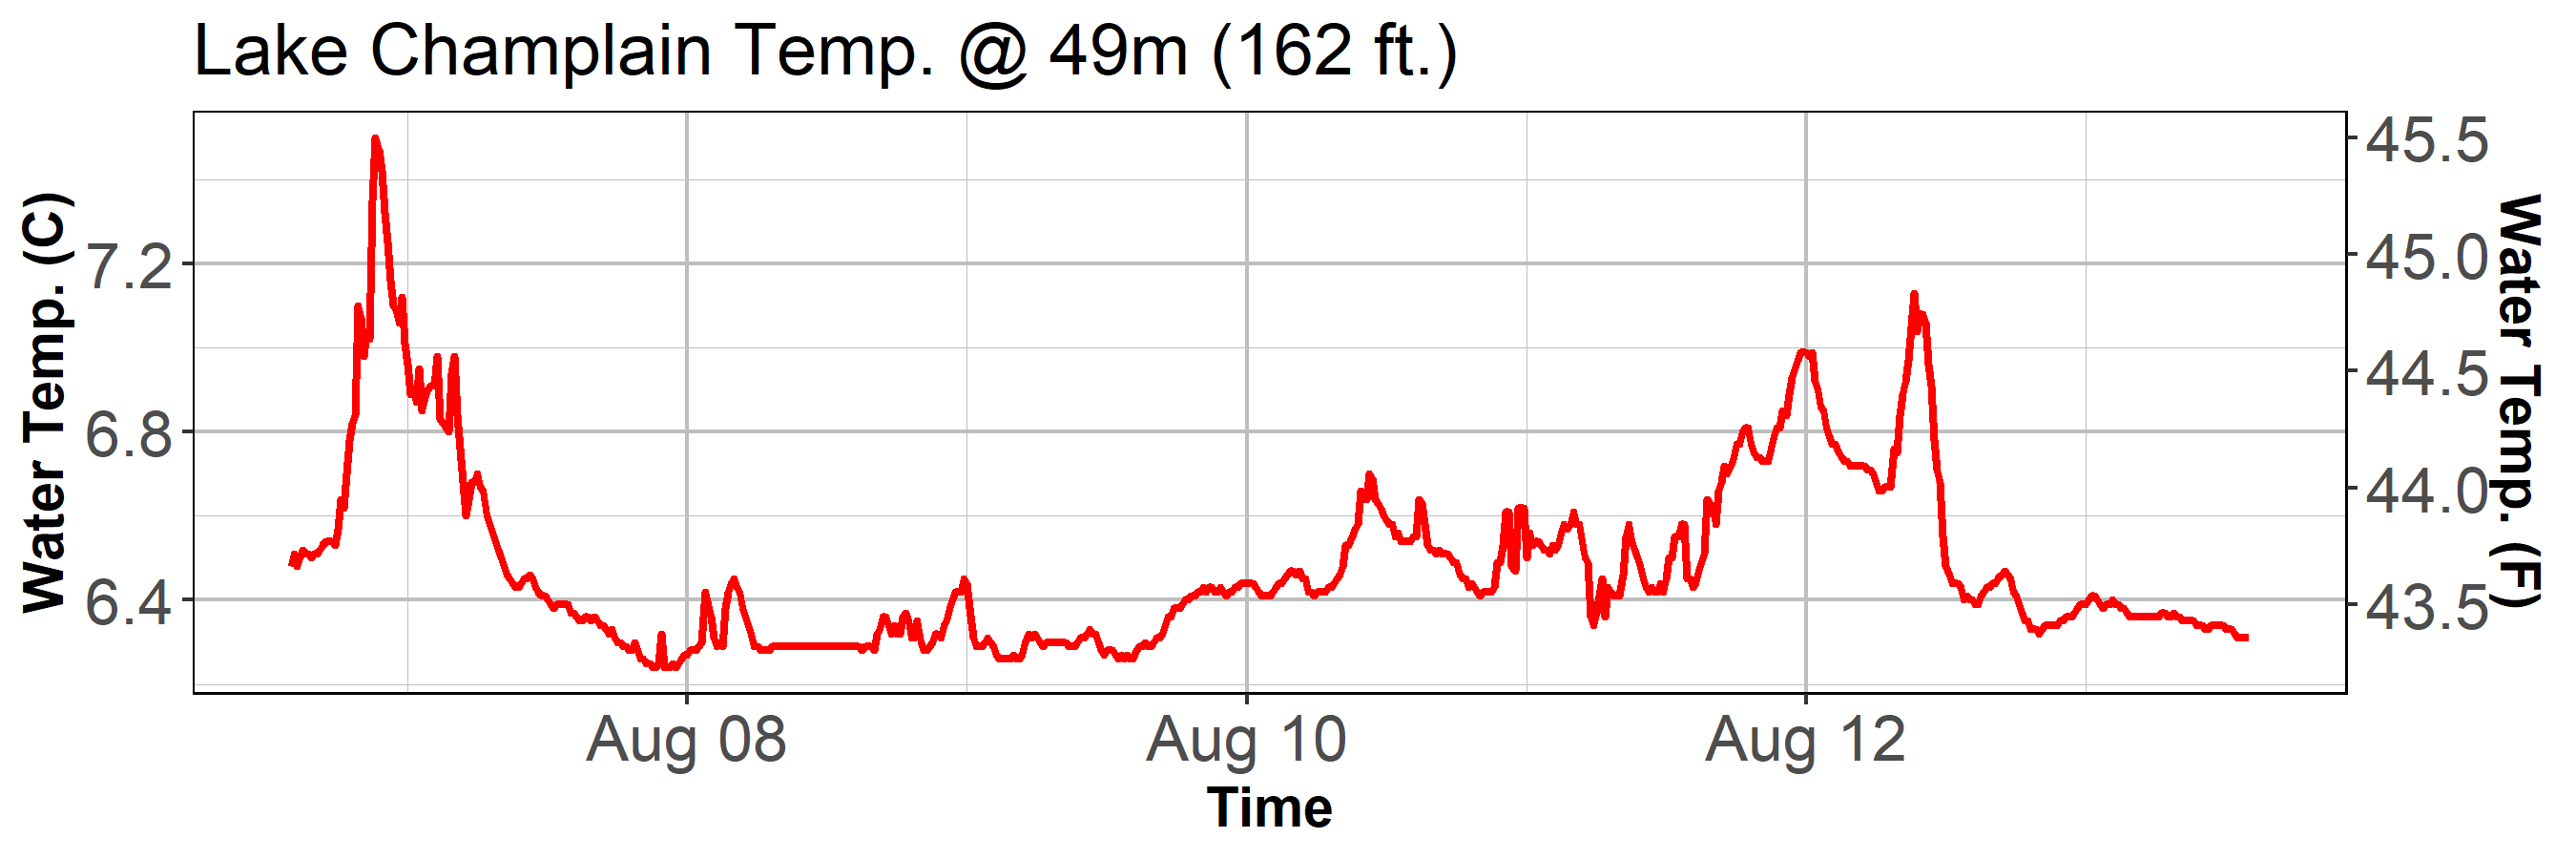 Lake Champlain Temp. @ 49m (162 ft.)
Water Temp. (C)
7.2
6.8
6.4
45.5
45.0
44.5
44.0
43.5
Water Temp. (F)
Aug 08 Aug 10 Aug 12
Time